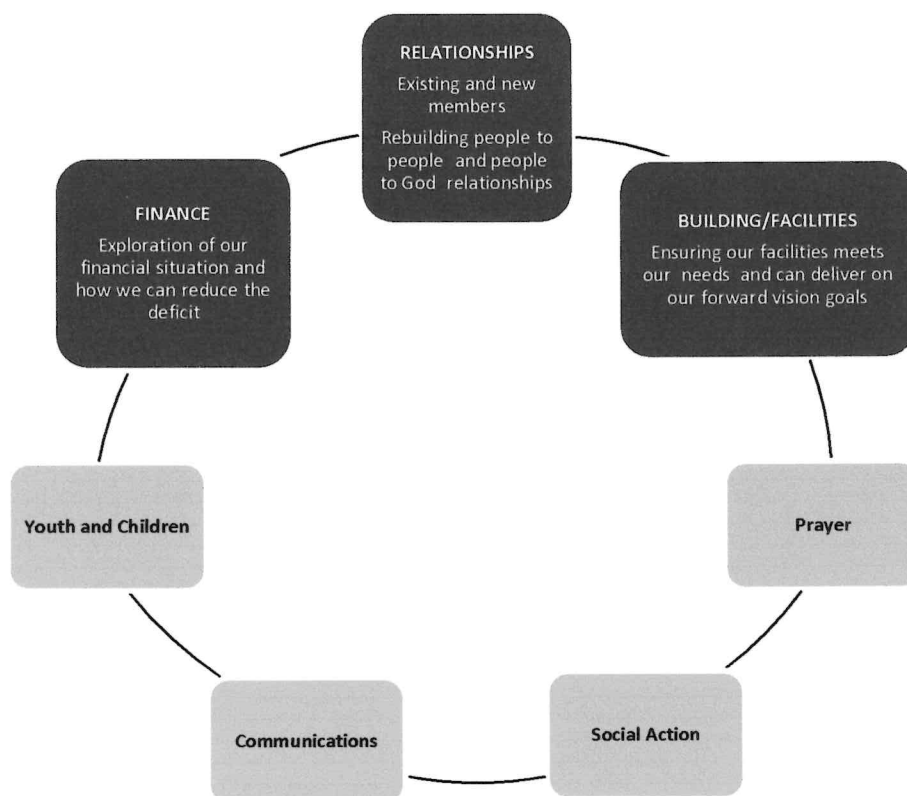 RELATIONSHIPS
Existing and new
members
Rebuilding people to
people and people
to God relationships
FINANCE
Exploration of our
financial situation and
how we can reduce the
deficit
BUILDING/FACILITIES
Ensuring our facilities meets
our needs and can deliver on
our forward vision goals
Youth and Children
Prayer
Communications
Social Action